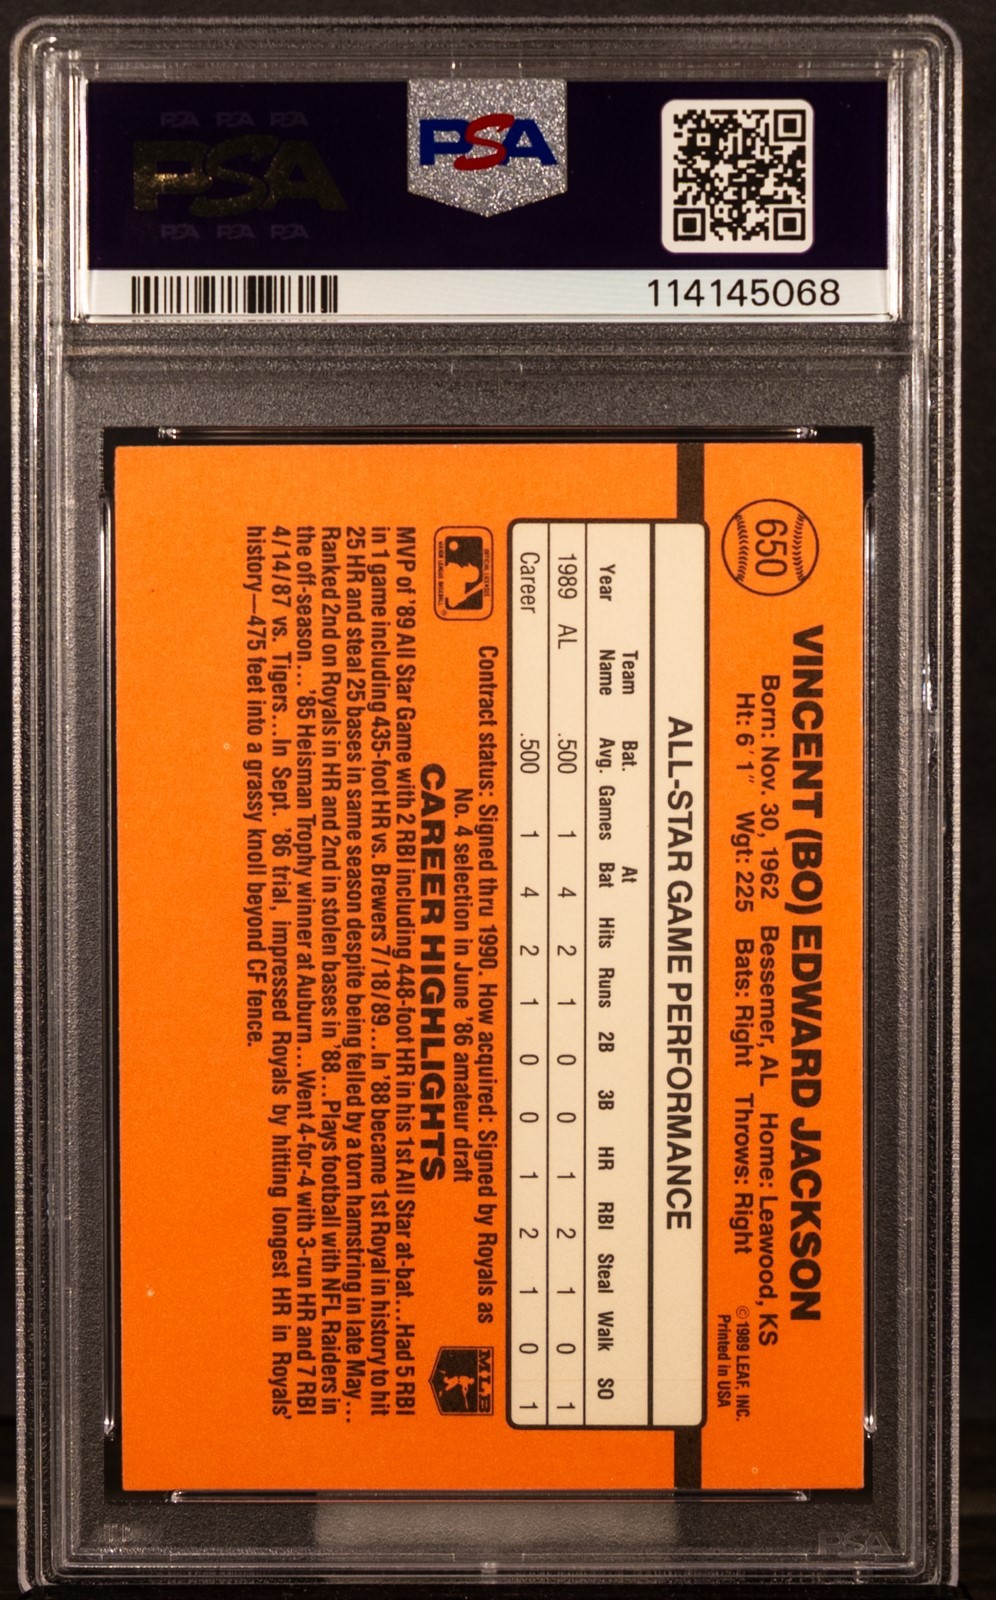 PSA PSA PSA
PSA
PSA PSA PSA
PSA
114145068
650
VINCENT (BO) EDWARD JACKSON
Born: Nov. 30, 1962 Bessemer, AL Home: Leawood, KS
Ht: 6'1" Wgt: 225 Bats: Right Throws: Right
© 1989 LEAF, INC.
Printed in USA
ALL-STAR GAME PERFORMANCE
Year Team Name Bat. Avg. Games At Bat Hits Runs 2B 3B HR RBI Steal Walk SO
1989 AL .500 1 4 2 1 0 0 1 2 1 0 1
Career .500 1 4 2 1 0 0 1 2 1 0 1
Contract status: Signed thru 1990. How acquired: Signed by Royals as
No. 4 selection in June '86 amateur draft
MLB
CAREER HIGHLIGHTS
MVP of '89 All Star Game with 2 RBI including 448-foot HR in his 1st All Star at-bat...Had 5 RBI
in 1 game including 435-foot HR vs. Brewers 7/18/89...In '88 became 1st Royal in history to hit
25 HR and steal 25 bases in same season despite being felled by a torn hamstring in late May...
Ranked 2nd on Royals in HR and 2nd in stolen bases in '88...Plays football with NFL Raiders in
the off-season...'85 Heisman Trophy winner at Auburn...Went 4-for-4 with 3-run HR and 7 RBI
4/14/87 vs. Tigers...In Sept. '86 trial, impressed Royals by hitting longest HR in Royals'
history—475 feet into a grassy knoll beyond CF fence.
PSA